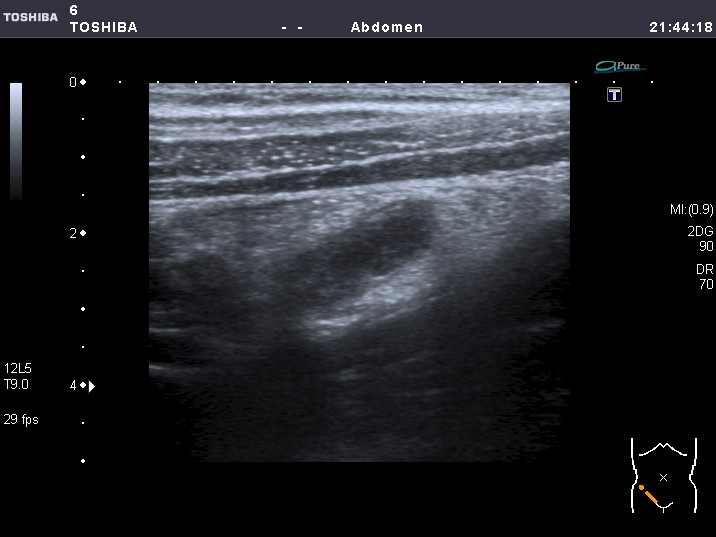 TOSHIBA
6
TOSHIBA
- - Abdomen
21:44:18
Pure
T
0
2
4
MI:(0.9)
2DG
90
DR
70
12L5
T9.0
29 fps